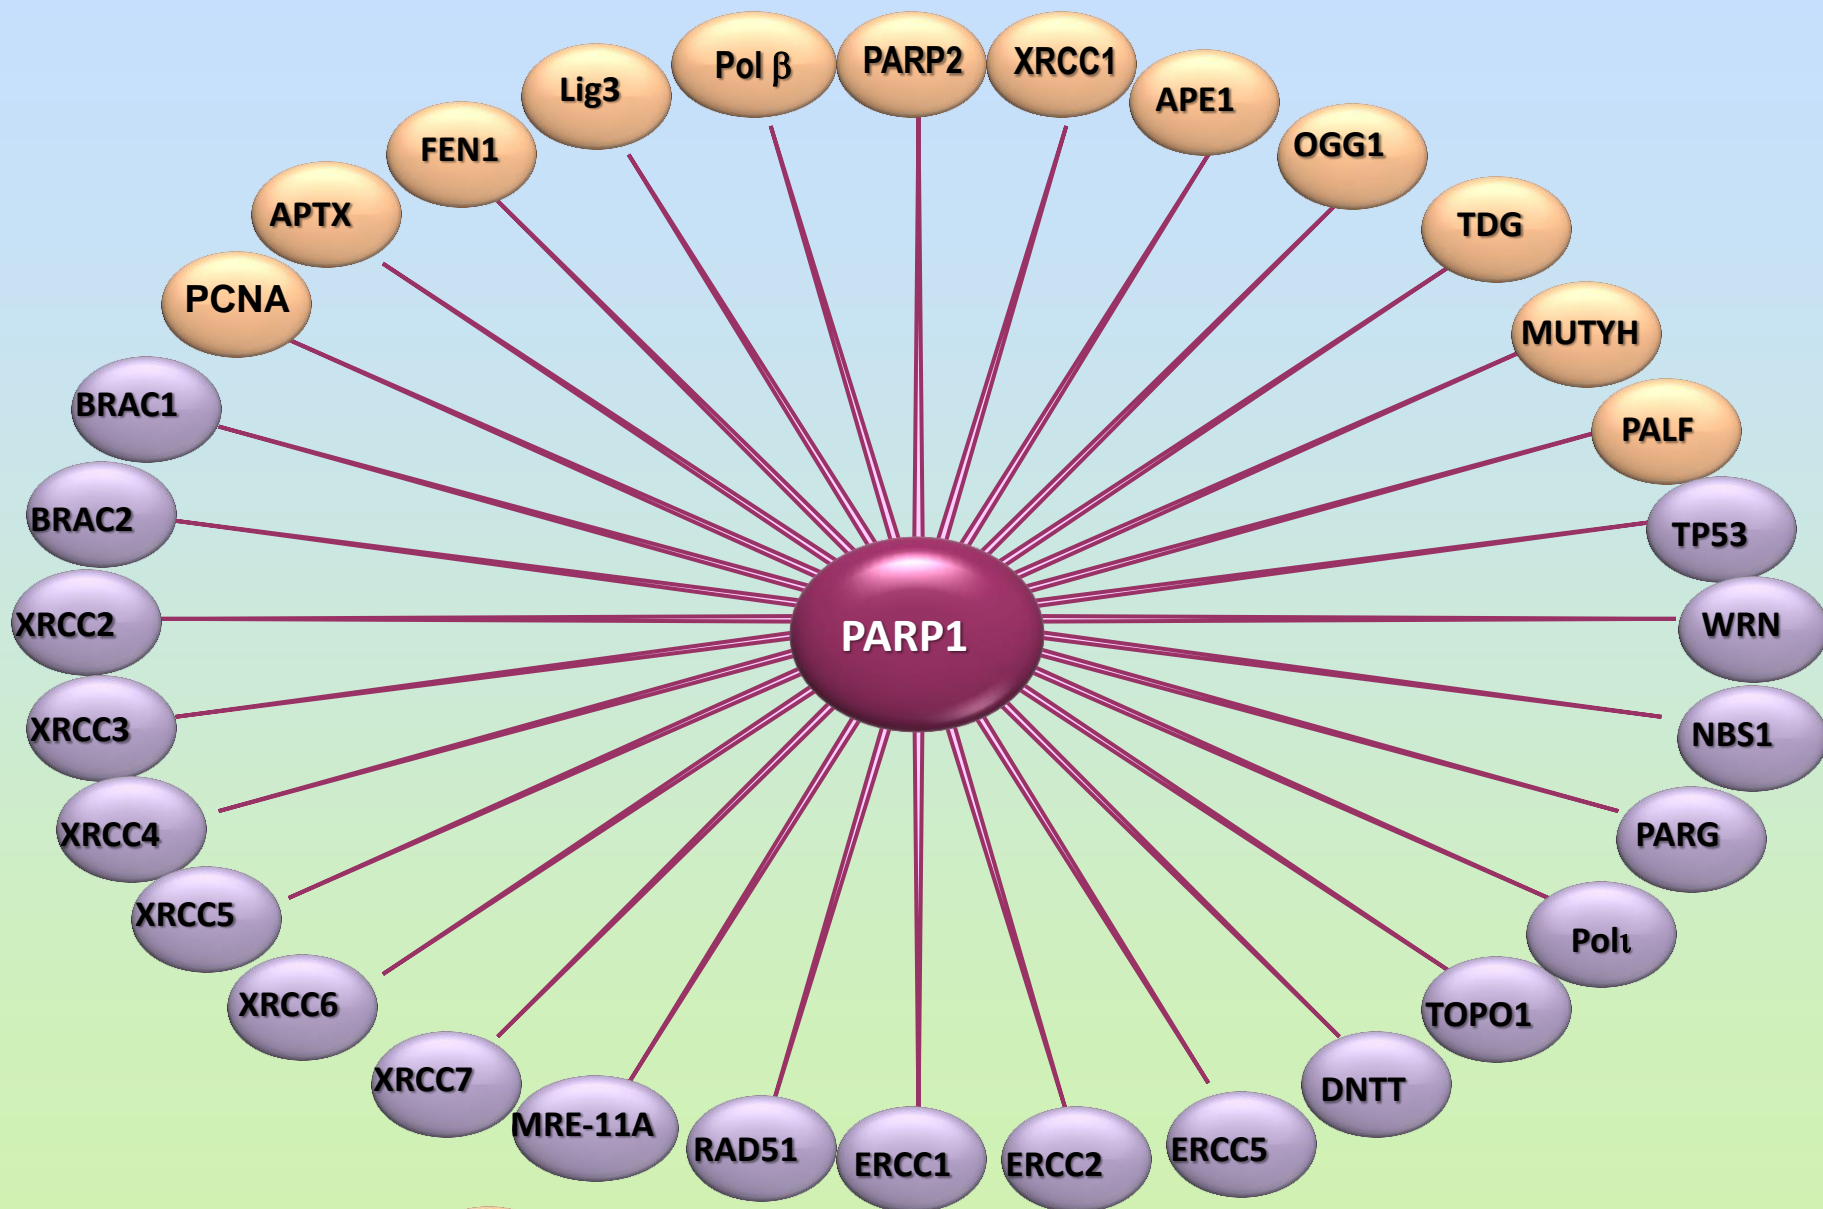 Pol β
PARP2
XRCC1
Lig3
APE1
FEN1
OGG1
APTX
TDG
PCNA
MUTYH
BRAC1
PALF
BRAC2
TP53
XRCC2
PARP1
WRN
XRCC3
NBS1
XRCC4
PARG
XRCC5
Polι
XRCC6
TOPO1
XRCC7
DNTT
MRE-11A
RAD51
ERCC1
ERCC2
ERCC5